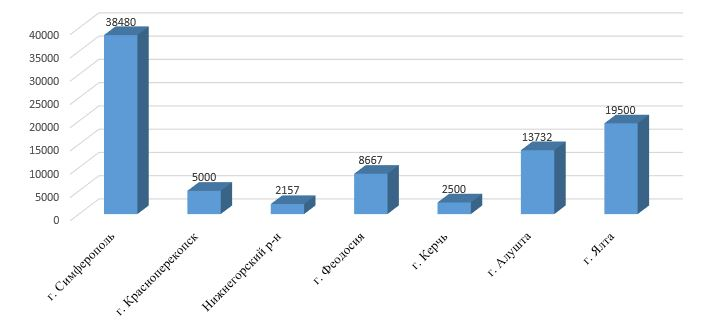 38480
40000
35000
30000
25000
20000
15000
10000
5000
0
5000
2157
8667
2500
13732
19500
г. Симферополь
г. Красноперекопск
Нижнегорский р-н
г. Феодосия
г. Керчь
г. Алушта
г. Ялта